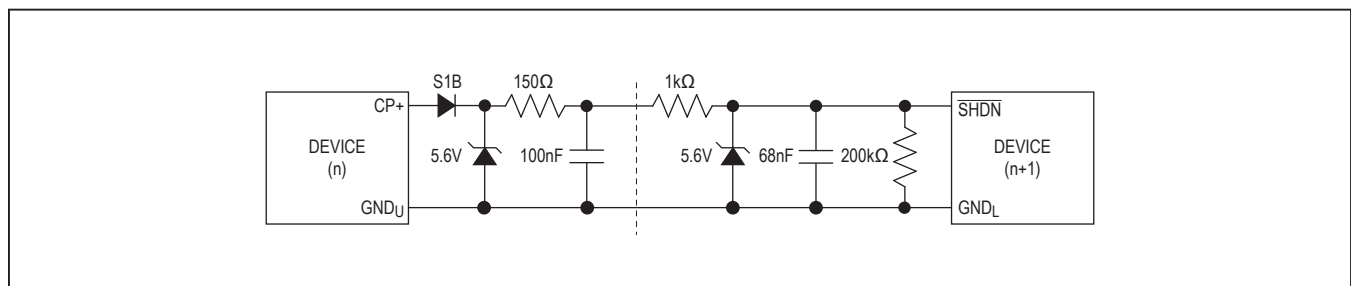 S1B 150Ω 1kΩ
CP+ SHDN
DEVICE
(n)
5.6V 100nF 5.6V 68nF 200kΩ
DEVICE
(n+1)
GNDU GNDL